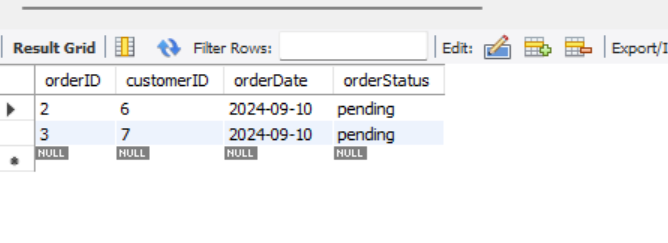 Result Grid Filter Rows: Edit: Export/I
orderID customerID orderDate orderStatus
2 6 2024-09-10 pending
3 7 2024-09-10 pending
NULL NULL NULL NULL